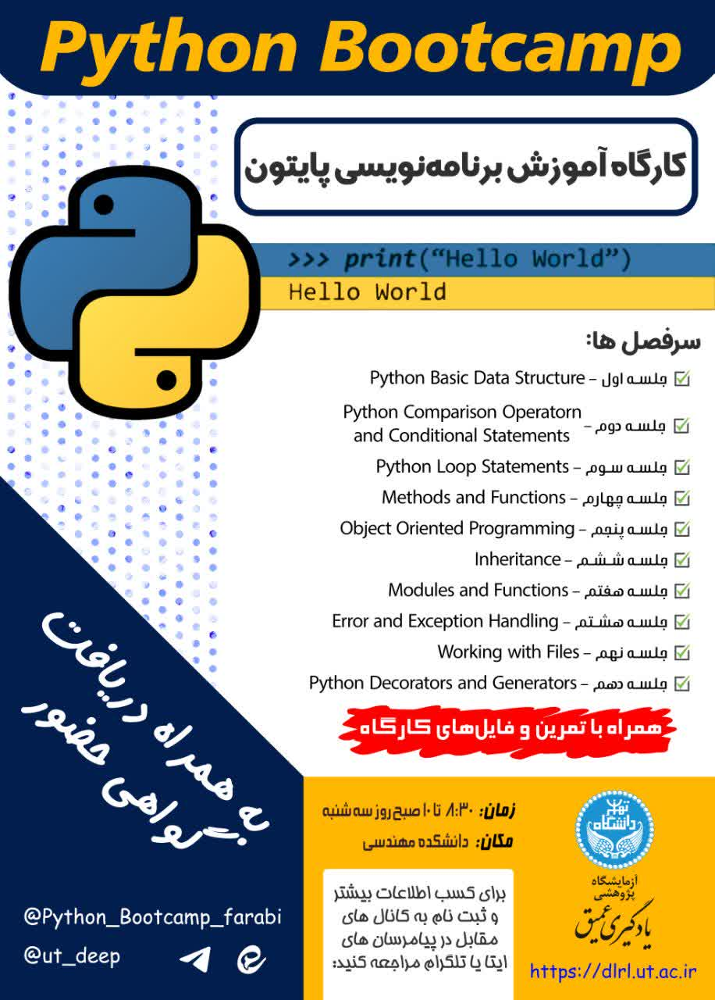 Python Bootcamp
کارگاه آموزش برنامه‌نویسی پایتون
>>> print(“Hello World”)
Hello World
سرفصل ها:
جلسه اول - Python Basic Data Structure
جلسه دوم - Python Comparison Operatorn
and Conditional Statements
جلسه سوم - Python Loop Statements
جلسه چهارم - Methods and Functions
جلسه پنجم - Object Oriented Programming
جلسه ششم - Inheritance
جلسه هفتم - Modules and Functions
جلسه هشتم - Error and Exception Handling
جلسه نهم - Working with Files
جلسه دهم - Python Decorators and Generators
همراه با تمرین و فایل‌های کارگاه
به همراه دریافت
گواهی حضور
زمان: ۸:۳۰ تا ۱۰ صبح روز سه شنبه
مکان: دانشکده مهندسی
دانشگاه تهران
آزمایشگاه
پژوهشی
یادگیری عمیق
https://dlrl.ut.ac.ir
برای کسب اطلاعات بیشتر
و ثبت نام به کانال های
مقابل در پیامرسان های
ایتا یا تلگرام مراجعه کنید:
@Python_Bootcamp_farabi
@ut_deep